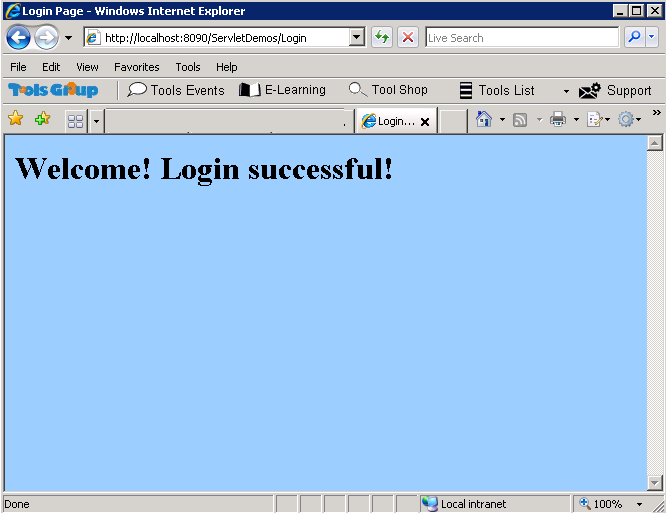 Login Page - Windows Internet Explorer
http://localhost:8090/ServletDemos/Login
Live Search
File Edit View Favorites Tools Help
Tools Group Tools Events E-Learning Tool Shop Tools List Support
Login...
Welcome! Login successful!
Done Local intranet 100%